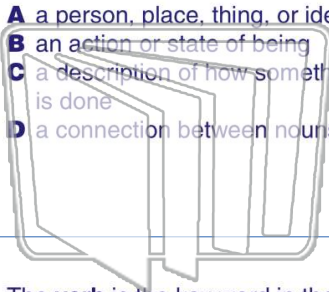 A a person, place, thing, or ide
B an action or state of being
C a description of how someth
is done
D a connection between nouns